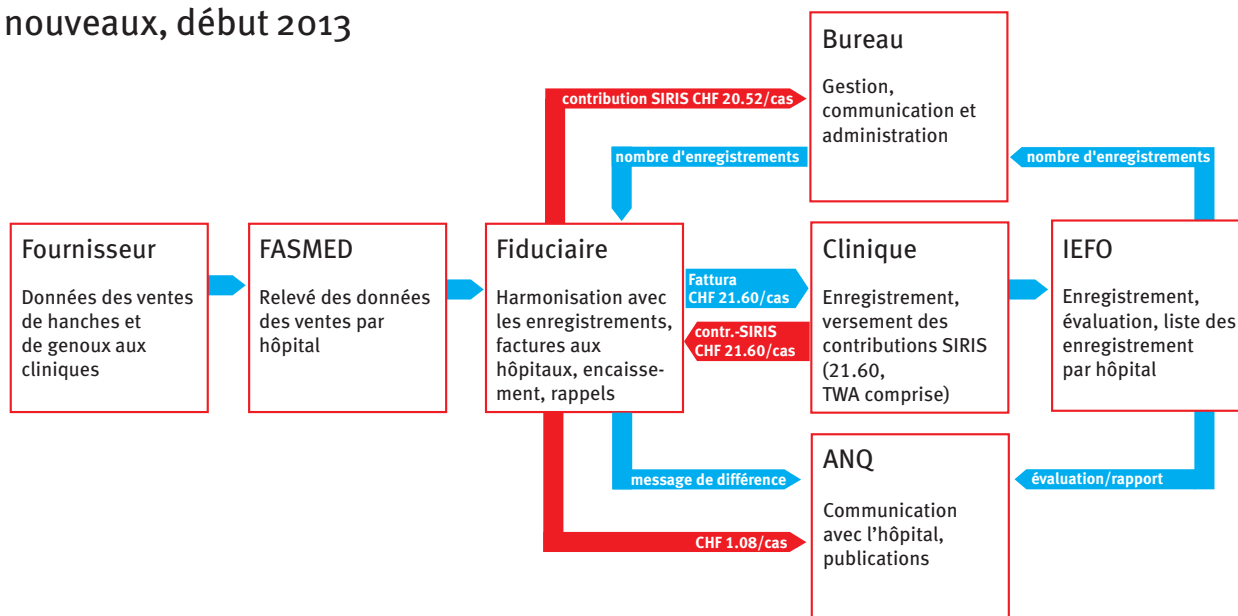 nouveaux, début 2013
Bureau
Gestion,
communication et
administration
contribution SIRIS CHF 20.52/cas
nombre d'enregistrements
nombre d'enregistrements
Fournisseur
Données des ventes
de hanches et
de genoux aux
cliniques
FASMED
Relevé des données
des ventes par
hôpital
Fiduciaire
Harmonisation avec
les enregistrements,
factures aux
hôpitaux, encaisse-
ment, rappels
Fattura
CHF 21.60/cas
contr.-SIRIS
CHF 21.60/cas
Clinique
Enregistrement,
versement des
contributions SIRIS
(21.60,
TWA comprise)
IEFO
Enregistrement,
évaluation, liste des
enregistrement
par hôpital
message de différence
CHF 1.08/cas
ANQ
Communication
avec l'hôpital,
publications
évaluation/rapport